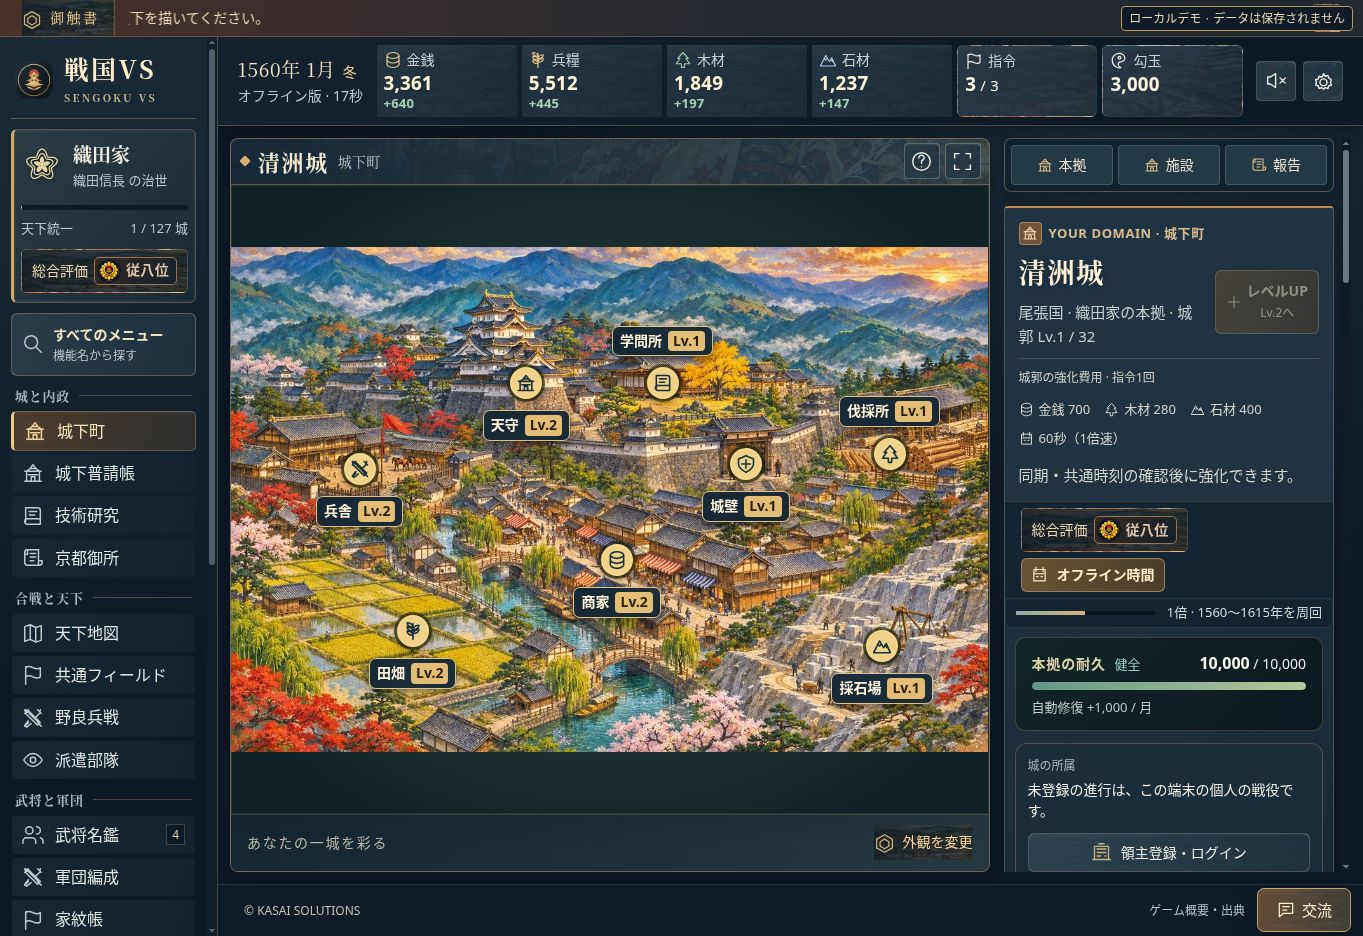 御触書
下を描いてください。
ローカルデモ · データは保存されません
戦国VS
SENGOKU VS
1560年 1月 冬
オフライン版 · 17秒
金銭
3,361
+640
兵糧
5,512
+445
木材
1,849
+197
石材
1,237
+147
指令
3 / 3
勾玉
3,000
織田家
織田信長 の治世
天下統一
1 / 127 城
総合評価 従八位
すべてのメニュー
機能名から探す
城と内政
城下町
城下普請帳
技術研究
京都御所
合戦と天下
天下地図
共通フィールド
野良兵戦
派遣部隊
武将と軍団
武将名鑑 4
軍団編成
家紋帳
清洲城 城下町
学問所 Lv.1
天守 Lv.2
伐採所 Lv.1
兵舎 Lv.2
城壁 Lv.1
商家 Lv.2
田畑 Lv.2
採石場 Lv.1
あなたの一城を彩る
外観を変更
本拠
施設
報告
YOUR DOMAIN · 城下町
清洲城
尾張国 · 織田家の本拠 · 城
郭 Lv.1 / 32
レベルUP
Lv.2へ
城郭の強化費用 · 指令1回
金銭 700 木材 280 石材 400
60秒（1倍速）
同期・共通時刻の確認後に強化できます。
総合評価 従八位
オフライン時間
1倍 · 1560〜1615年を周回
本拠の耐久 健全 10,000 / 10,000
自動修復 +1,000 / 月
城の所属
未登録の進行は、この端末の個人の戦役で
す。
領主登録・ログイン
© KASAI SOLUTIONS
ゲーム概要・出典
交流